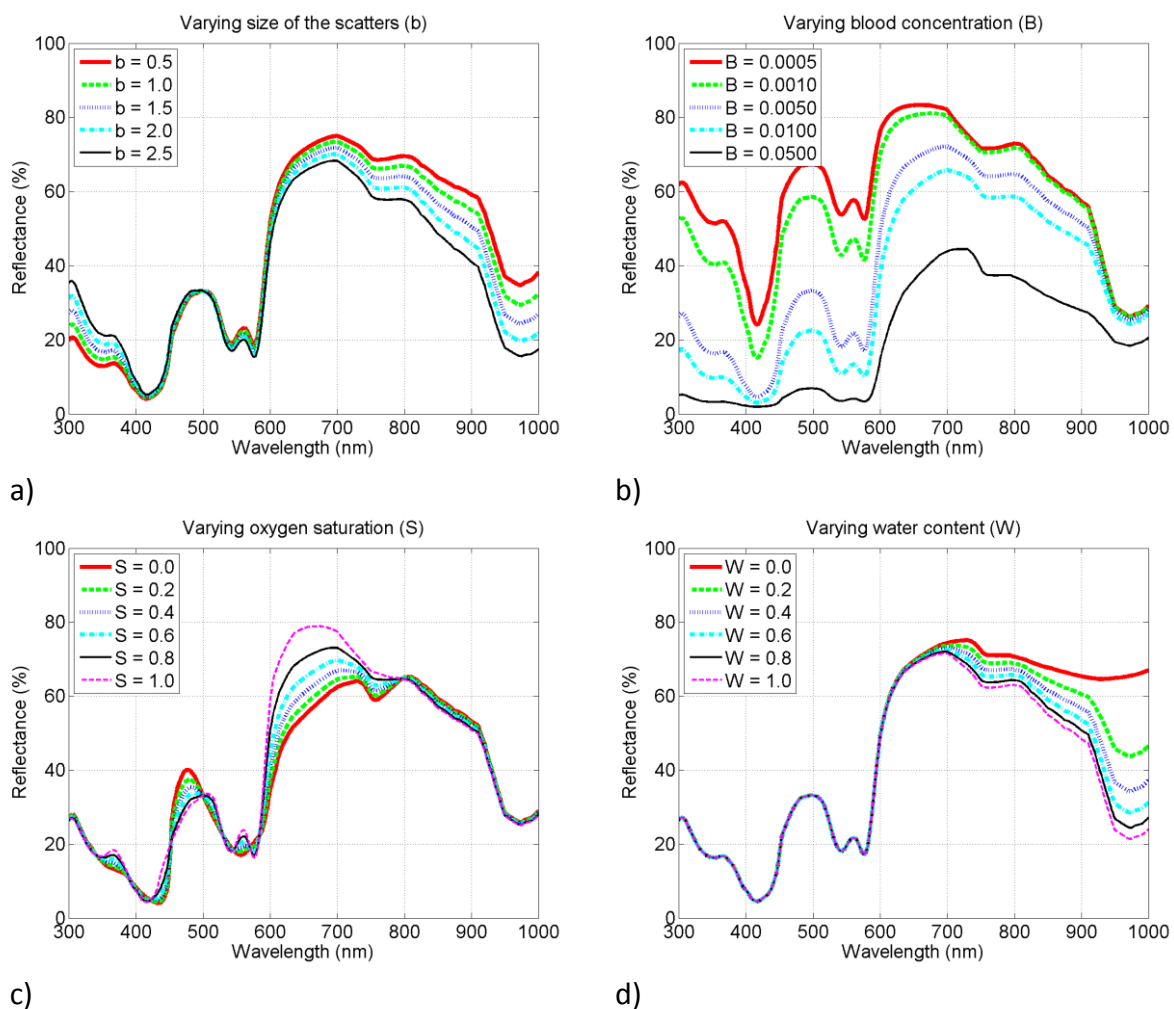 Varying size of the scatters (b)
100
80
60
40
20
0
Reflectance (%)
b = 0.5
b = 1.0
b = 1.5
b = 2.0
b = 2.5
300 400 500 600 700 800 900 1000
Wavelength (nm)
a)
Varying blood concentration (B)
100
80
60
40
20
0
Reflectance (%)
B = 0.0005
B = 0.0010
B = 0.0050
B = 0.0100
B = 0.0500
300 400 500 600 700 800 900 1000
Wavelength (nm)
b)
Varying oxygen saturation (S)
100
80
60
40
20
0
Reflectance (%)
S = 0.0
S = 0.2
S = 0.4
S = 0.6
S = 0.8
S = 1.0
300 400 500 600 700 800 900 1000
Wavelength (nm)
c)
Varying water content (W)
100
80
60
40
20
0
Reflectance (%)
W = 0.0
W = 0.2
W = 0.4
W = 0.6
W = 0.8
W = 1.0
300 400 500 600 700 800 900 1000
Wavelength (nm)
d)